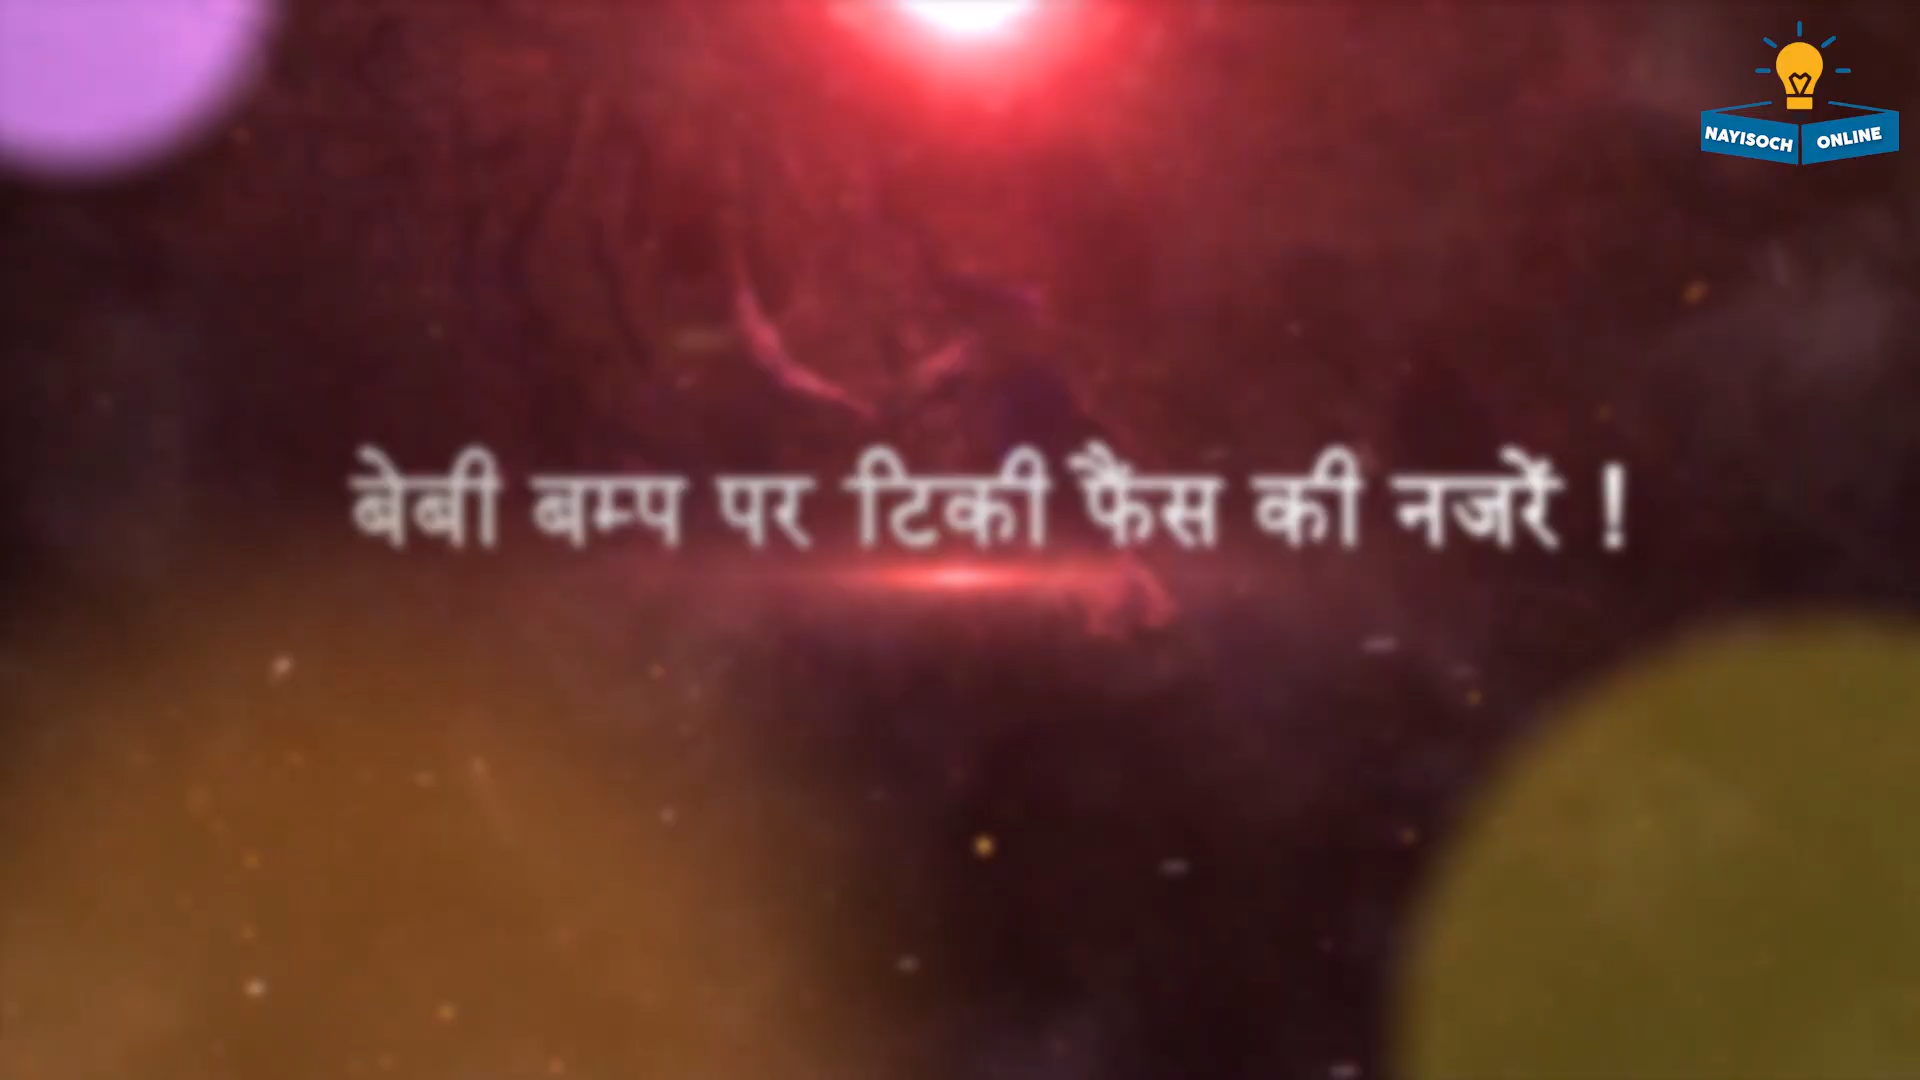 NAYISOCH ONLINE
बेबी बम्प पर टिकी फैंस की नजरें !